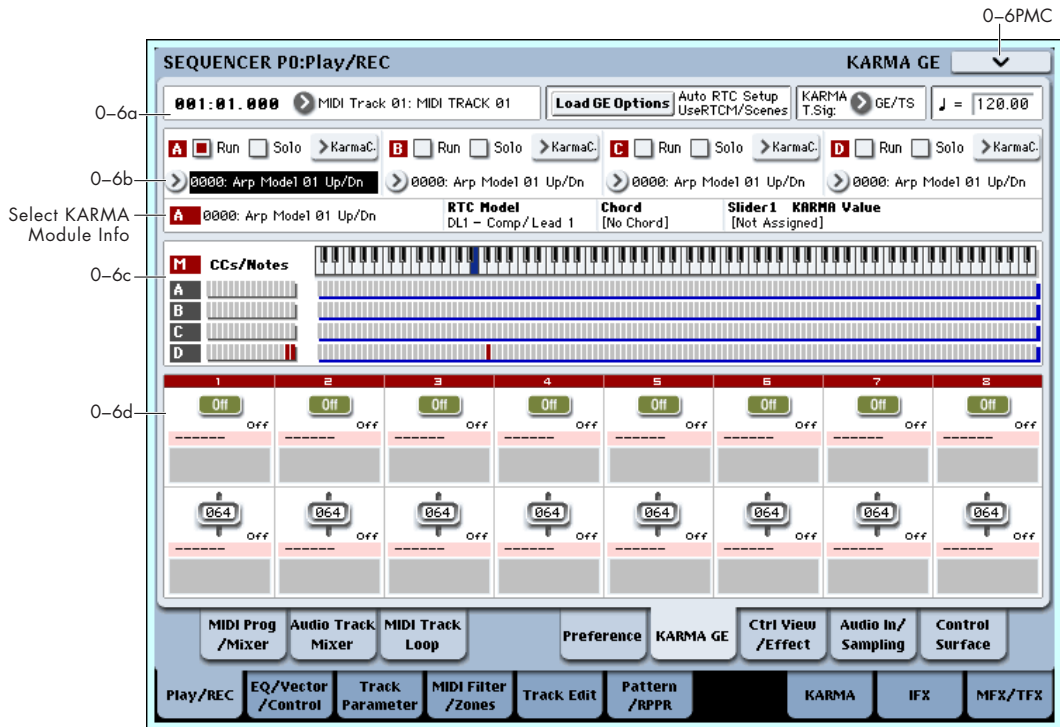 0–6PMC
SEQUENCER P0:Play/REC KARMA GE
0–6a
001:01.000 MIDI Track 01: MIDI TRACK 01 Load GE Options Auto RTC Setup UseRTCM/Scenes KARMA T.Sig: GE/TS ♩ = 120.00
A Run Solo KarmaC. B Run Solo KarmaC. C Run Solo KarmaC. D Run Solo KarmaC.
0–6b
0000: Arp Model 01 Up/Dn 0000: Arp Model 01 Up/Dn 0000: Arp Model 01 Up/Dn 0000: Arp Model 01 Up/Dn
Select KARMA Module Info
A 0000: Arp Model 01 Up/Dn RTC Model DL1 – Comp/Lead 1 Chord [No Chord] Slider1 KARMA Value [Not Assigned]
0–6c
M CCs/Notes
A
B
C
D
1 2 3 4 5 6 7 8
0–6d
Off Off Off Off Off Off Off Off
Off Off Off Off Off Off Off Off
------ ------ ------ ------ ------ ------ ------ ------
064 064 064 064 064 064 064 064
Off Off Off Off Off Off Off Off
------ ------ ------ ------ ------ ------ ------ ------
MIDI Prog /Mixer Audio Track Mixer MIDI Track Loop Preference KARMA GE Ctrl View /Effect Audio In/ Sampling Control Surface
Play/REC EQ/Vector /Control Track Parameter MIDI Filter /Zones Track Edit Pattern /RPPR KARMA IFX MFX/TFX